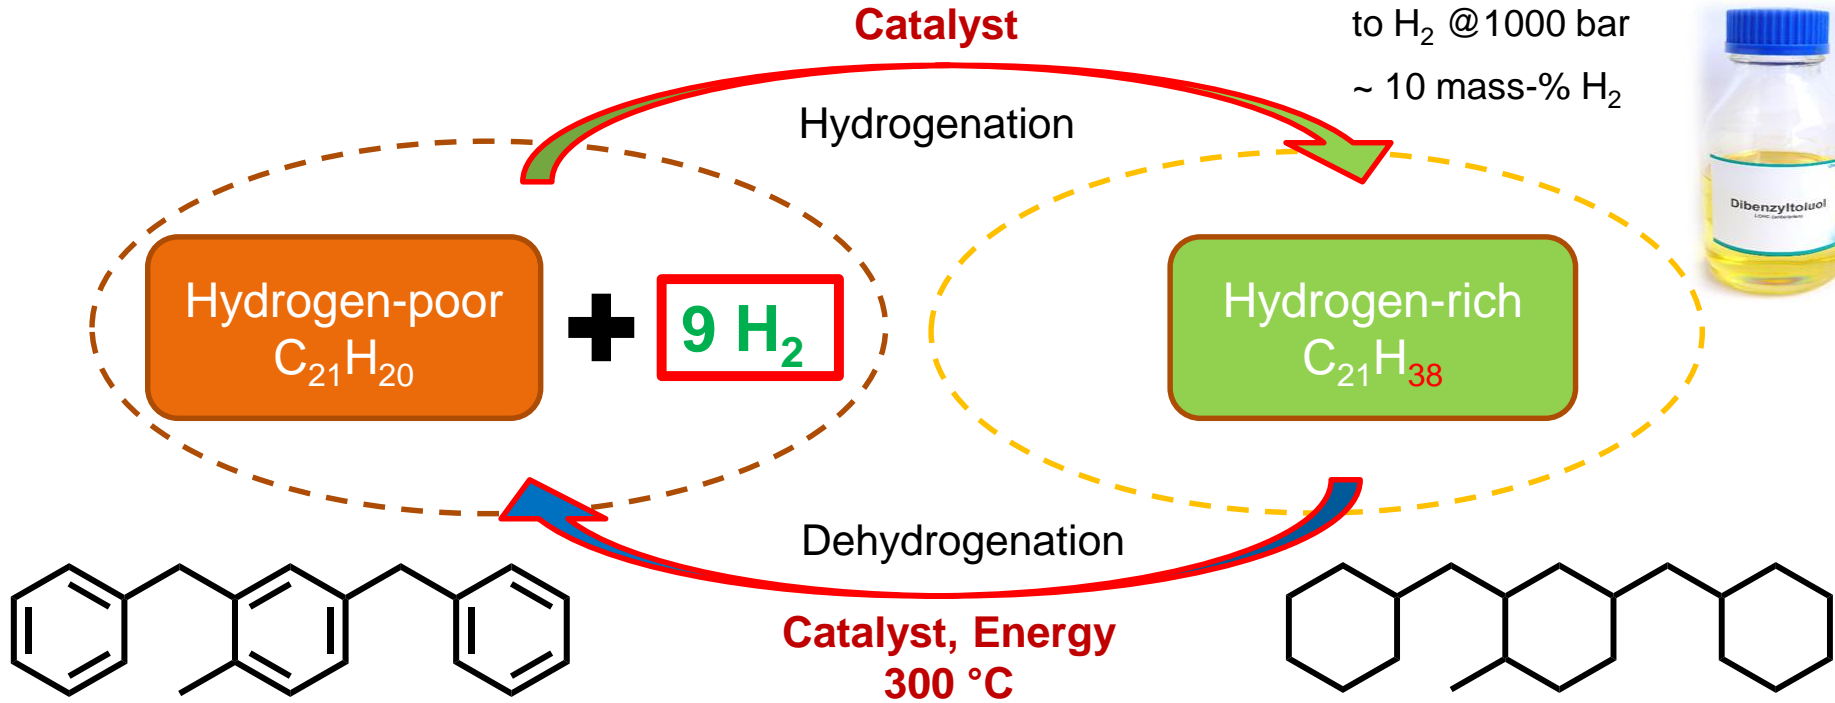 Catalyst
to H₂ @1000 bar
~ 10 mass-% H₂
Hydrogenation
Dibenzyltoluol
Hydrogen-poor
C₂₁H₂₀
+
9 H₂
Hydrogen-rich
C₂₁H₃₈
Dehydrogenation
Catalyst, Energy
300 °C